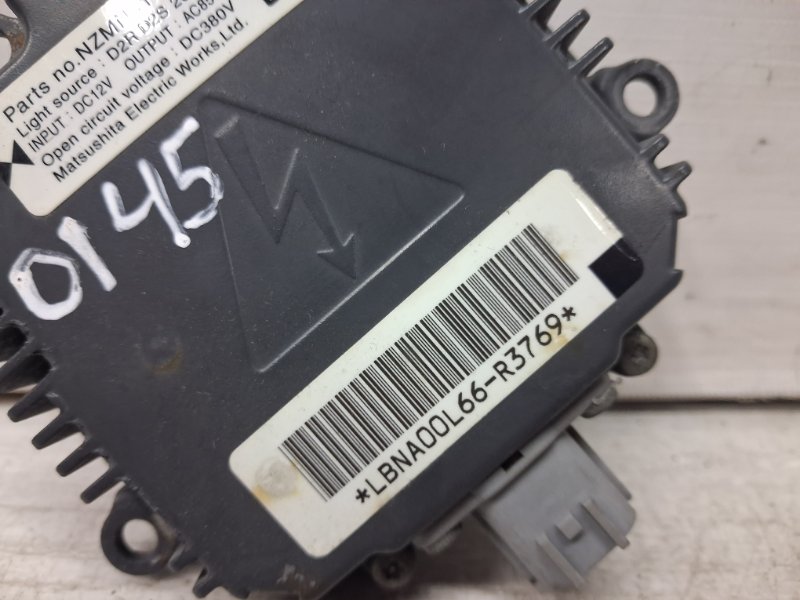 Parts no.NZMi
Light source : D2R,D2S
INPUT : DC12V OUTPUT : AC85
Open circuit voltage : DC380V
Matsushita Electric Works,Ltd.
0145
*LBNA00L66-R3769*